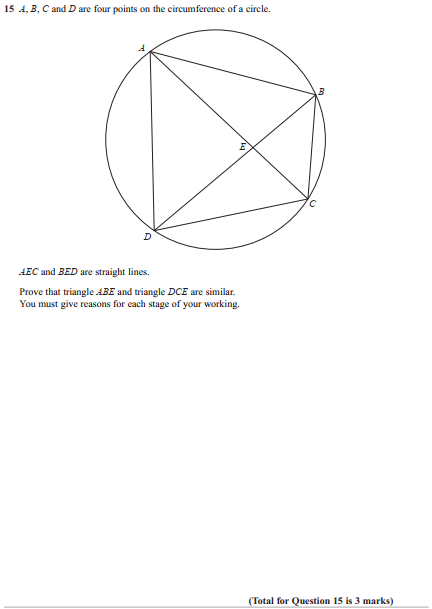 15 A, B, C and D are four points on the circumference of a circle.
A
B
E
C
D
AEC and BED are straight lines.
Prove that triangle ABE and triangle DCE are similar.
You must give reasons for each stage of your working.
(Total for Question 15 is 3 marks)